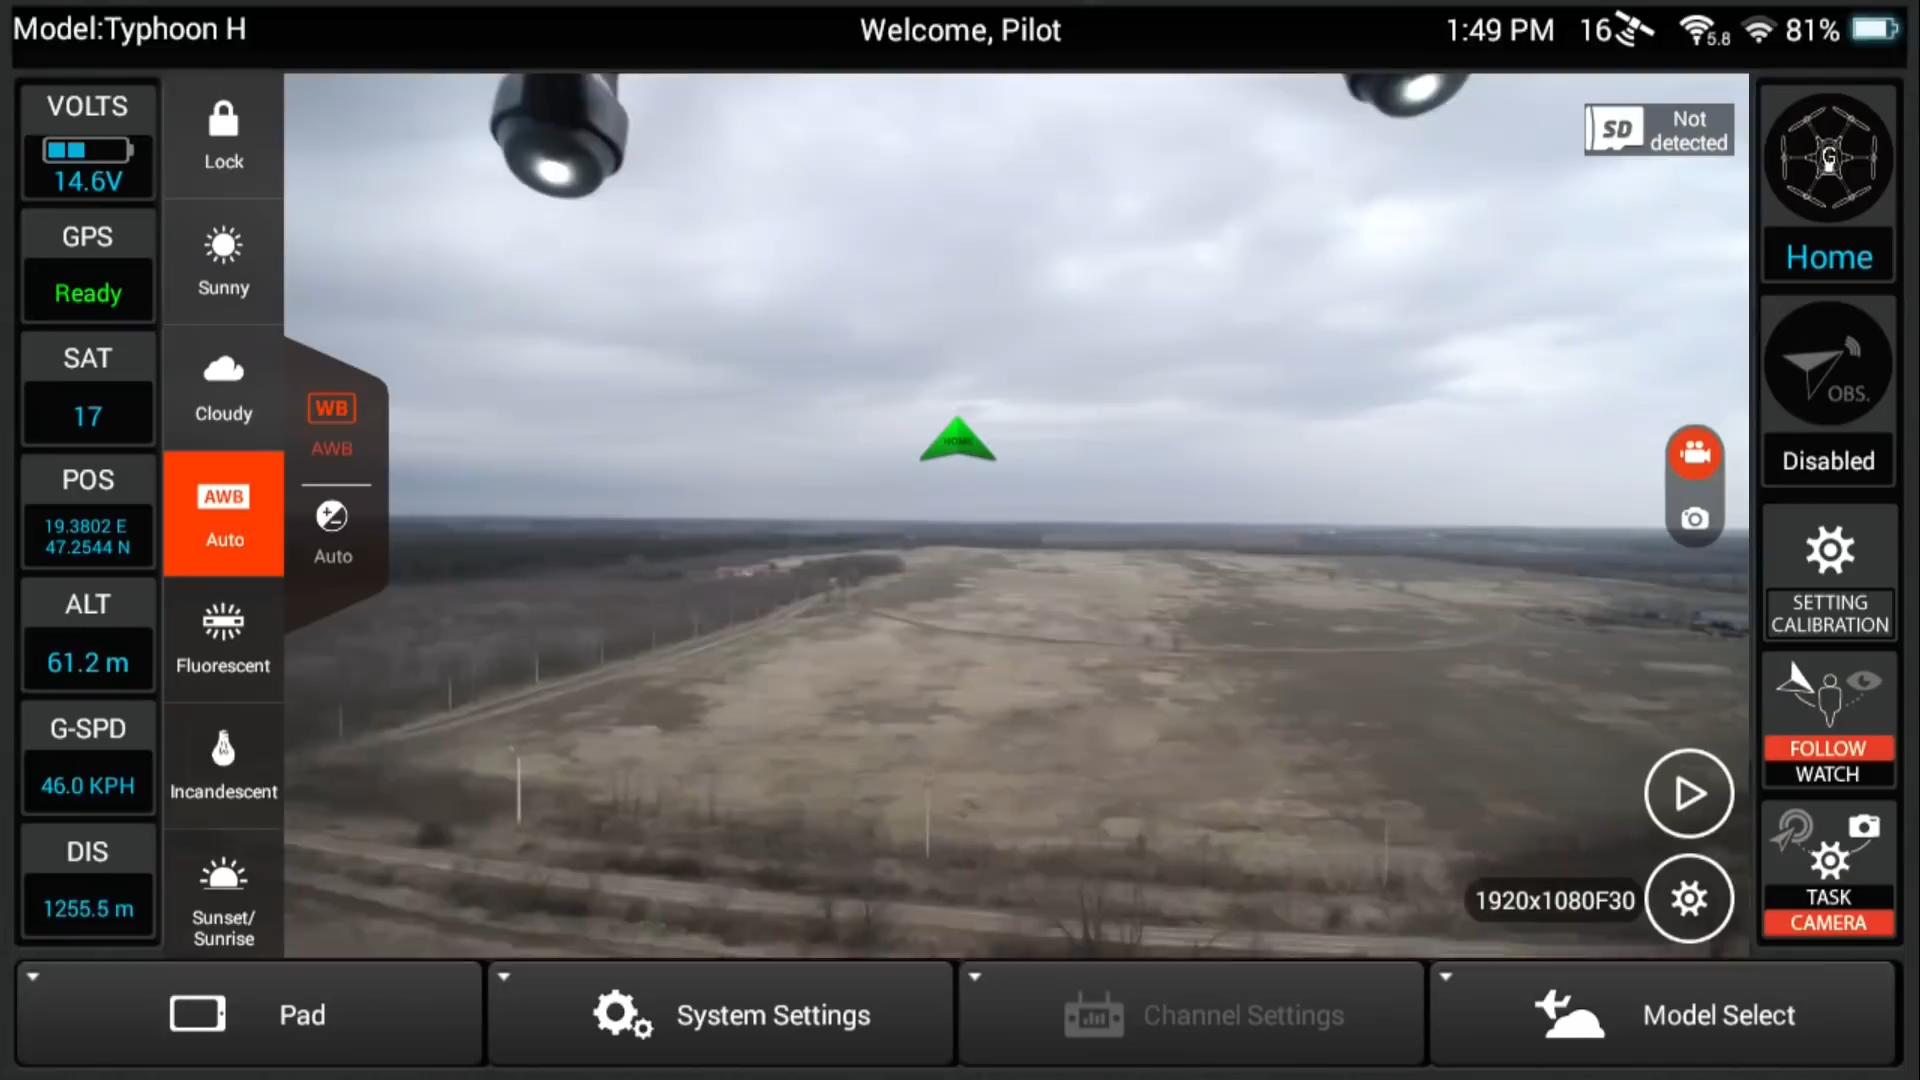 Model:Typhoon H
Welcome, Pilot
1:49 PM
16
5.8
81%
VOLTS
14.6V
GPS
Ready
SAT
17
POS
19.3802 E
47.2544 N
ALT
61.2 m
G-SPD
46.0 KPH
DIS
1255.5 m
Lock
Sunny
Cloudy
AWB
Auto
Fluorescent
Incandescent
Sunset/
Sunrise
WB
AWB
Auto
HOME
SD
Not
detected
1920x1080F30
G
Home
OBS.
Disabled
SETTING
CALIBRATION
FOLLOW
WATCH
TASK
CAMERA
Pad
System Settings
Channel Settings
Model Select